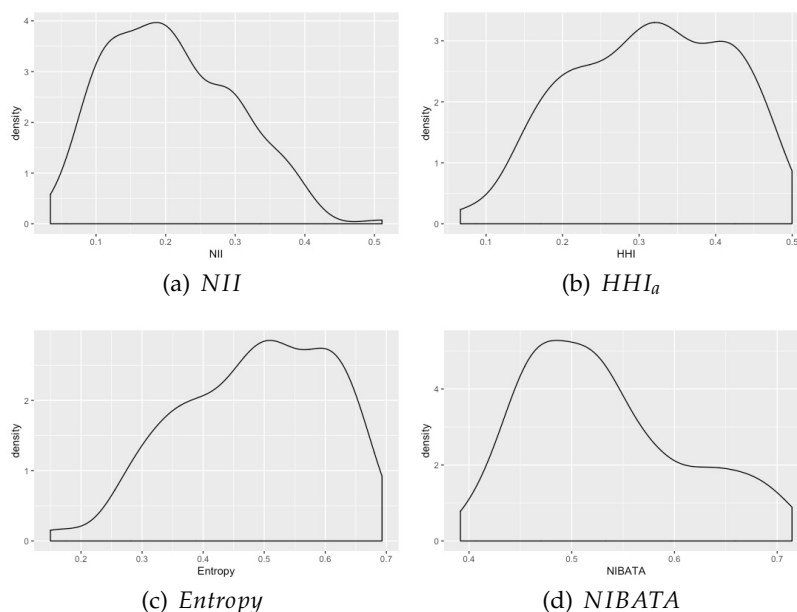 4
3
2
1
0
density
0.1 0.2 0.3 0.4 0.5
NII
(a) NII
3
2
1
0
density
0.1 0.2 0.3 0.4 0.5
HHI
(b) HHIₐ
2
1
0
density
0.2 0.3 0.4 0.5 0.6 0.7
Entropy
(c) Entropy
4
2
0
density
0.4 0.5 0.6 0.7
NIBATA
(d) NIBATA